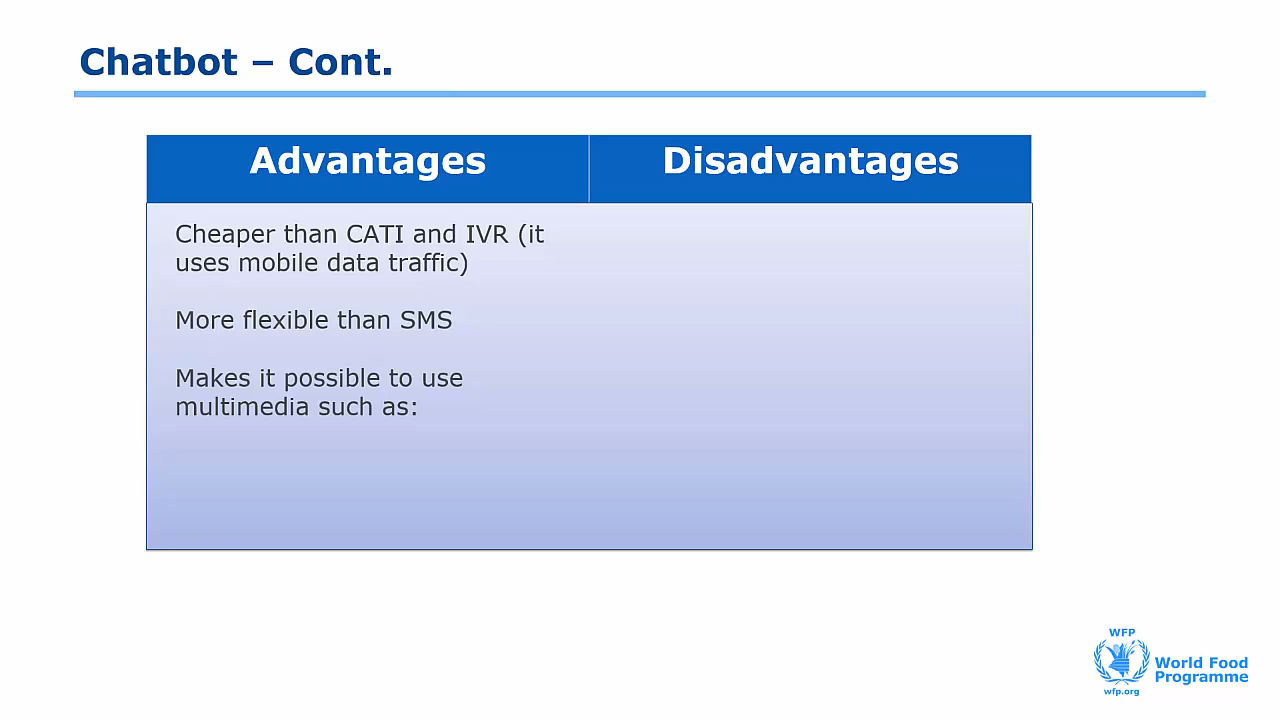 Chatbot – Cont.
Advantages
Disadvantages
Cheaper than CATI and IVR (it
uses mobile data traffic)
More flexible than SMS
Makes it possible to use
multimedia such as:
WFP
World Food
Programme
wfp.org